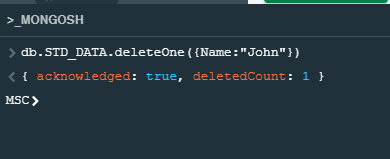 >_MONGOSH
> db.STD_DATA.deleteOne({Name:"John"})
< { acknowledged: true, deletedCount: 1 }
MSC>